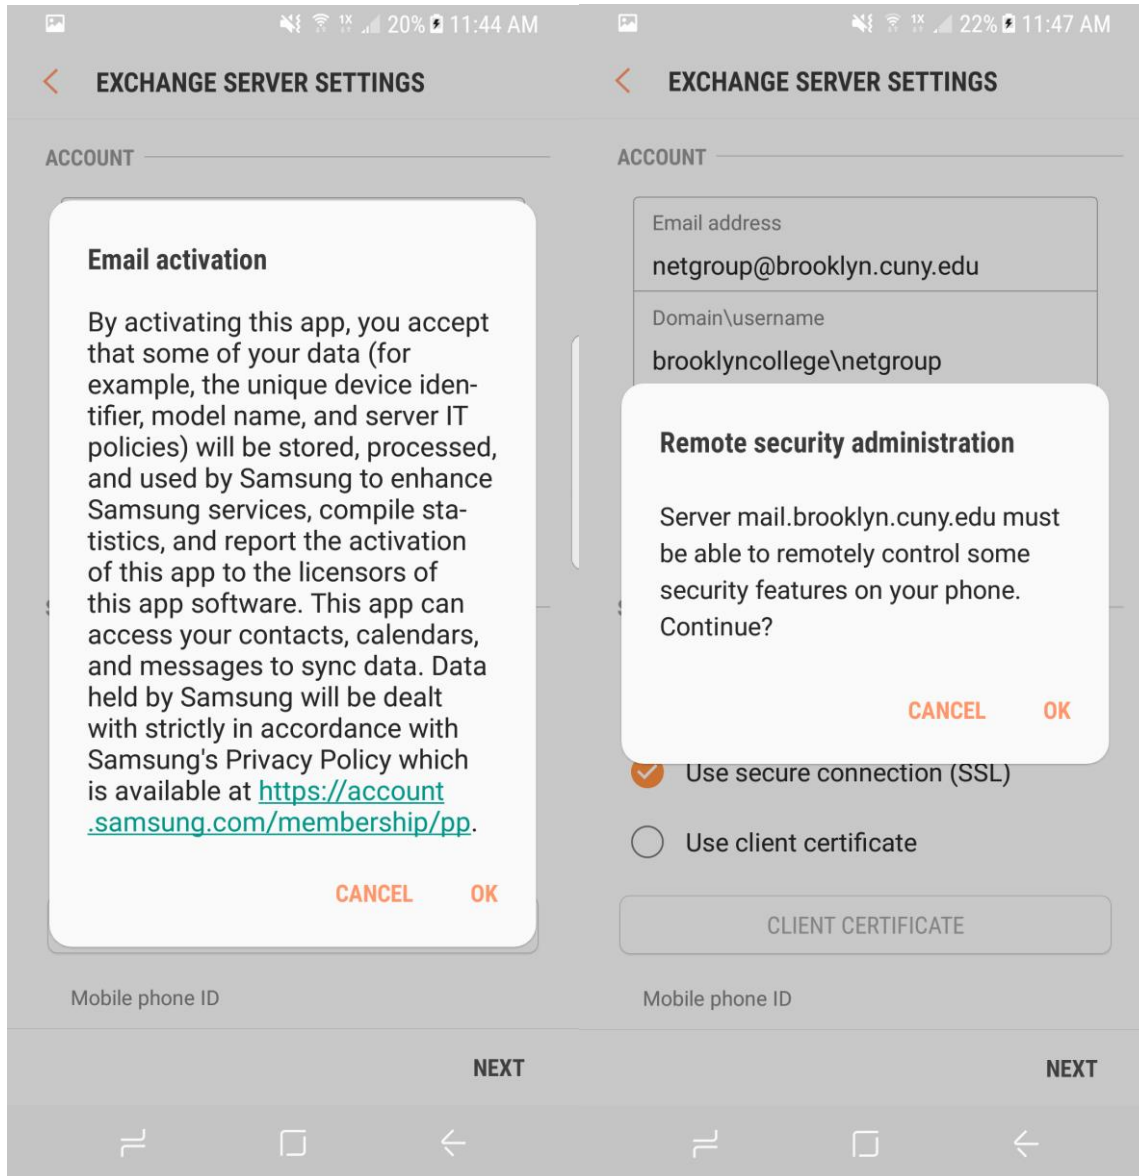 1X 20% 11:44 AM
EXCHANGE SERVER SETTINGS
ACCOUNT
Email activation
By activating this app, you accept
that some of your data (for
example, the unique device iden-
tifier, model name, and server IT
policies) will be stored, processed,
and used by Samsung to enhance
Samsung services, compile sta-
tistics, and report the activation
of this app to the licensors of
this app software. This app can
access your contacts, calendars,
and messages to sync data. Data
held by Samsung will be dealt
with strictly in accordance with
Samsung's Privacy Policy which
is available at https://account
.samsung.com/membership/pp.
CANCEL OK
Mobile phone ID
NEXT
1X 22% 11:47 AM
EXCHANGE SERVER SETTINGS
ACCOUNT
Email address
netgroup@brooklyn.cuny.edu
Domain\username
brooklyncollege\netgroup
Remote security administration
Server mail.brooklyn.cuny.edu must
be able to remotely control some
security features on your phone.
Continue?
CANCEL OK
Use secure connection (SSL)
Use client certificate
CLIENT CERTIFICATE
Mobile phone ID
NEXT